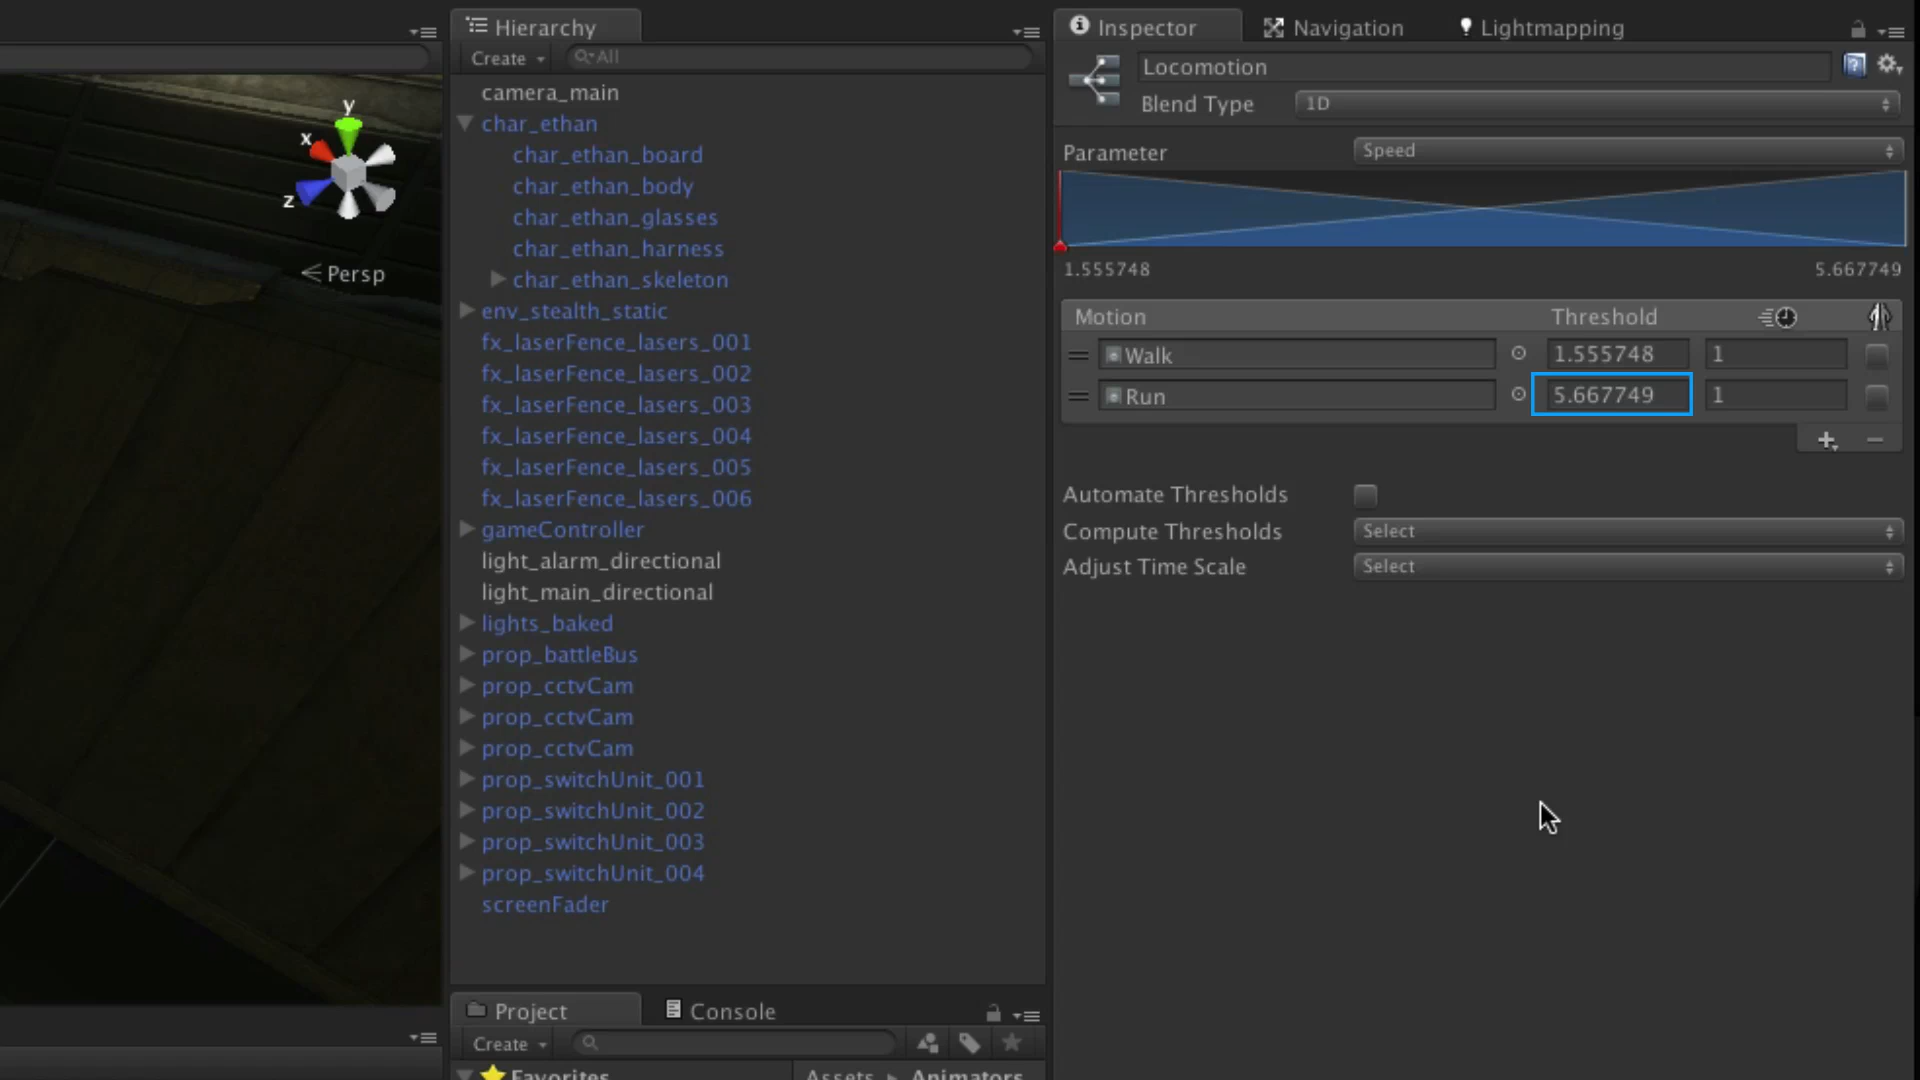 y
x
z
Persp
Hierarchy
Create
All
camera_main
char_ethan
char_ethan_board
char_ethan_body
char_ethan_glasses
char_ethan_harness
char_ethan_skeleton
env_stealth_static
fx_laserFence_lasers_001
fx_laserFence_lasers_002
fx_laserFence_lasers_003
fx_laserFence_lasers_004
fx_laserFence_lasers_005
fx_laserFence_lasers_006
gameController
light_alarm_directional
light_main_directional
lights_baked
prop_battleBus
prop_cctvCam
prop_cctvCam
prop_cctvCam
prop_switchUnit_001
prop_switchUnit_002
prop_switchUnit_003
prop_switchUnit_004
screenFader
Project Console
Create
Favorites Assets Animators
Inspector Navigation Lightmapping
Locomotion
Blend Type 1D
Parameter Speed
1.555748 5.667749
Motion Threshold
Walk 1.555748 1
Run 5.667749 1
Automate Thresholds
Compute Thresholds Select
Adjust Time Scale Select